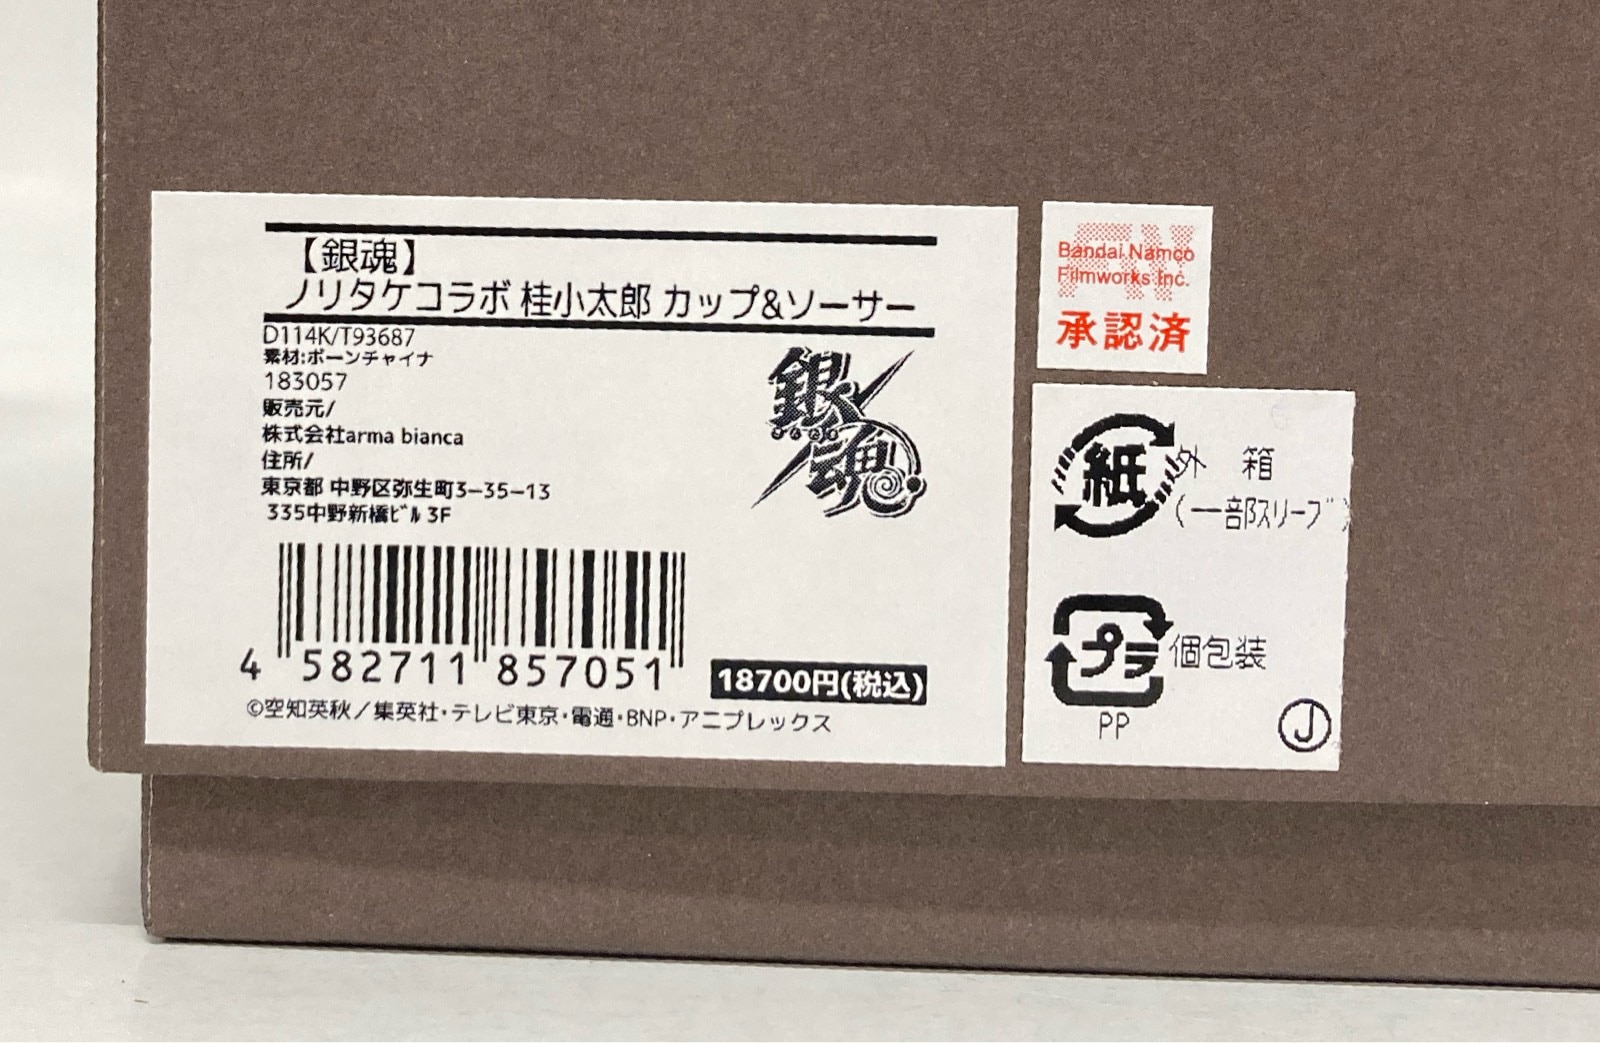 【銀魂】
ノリタケコラボ 桂小太郎 カップ&ソーサー
D114K/T93687
素材:ボーンチャイナ
183057
販売元/
株式会社arma bianca
住所/
東京都 中野区弥生町3-35-13
335中野新橋ビル3F
銀魂
4 582711 857051
18700円(税込)
©空知英秋/集英社・テレビ東京・電通・BNP・アニプレックス
Bandai Namco
Filmworks Inc.
承認済
紙 外 箱
(一部スリーブ)
プラ 個包装
PP
J